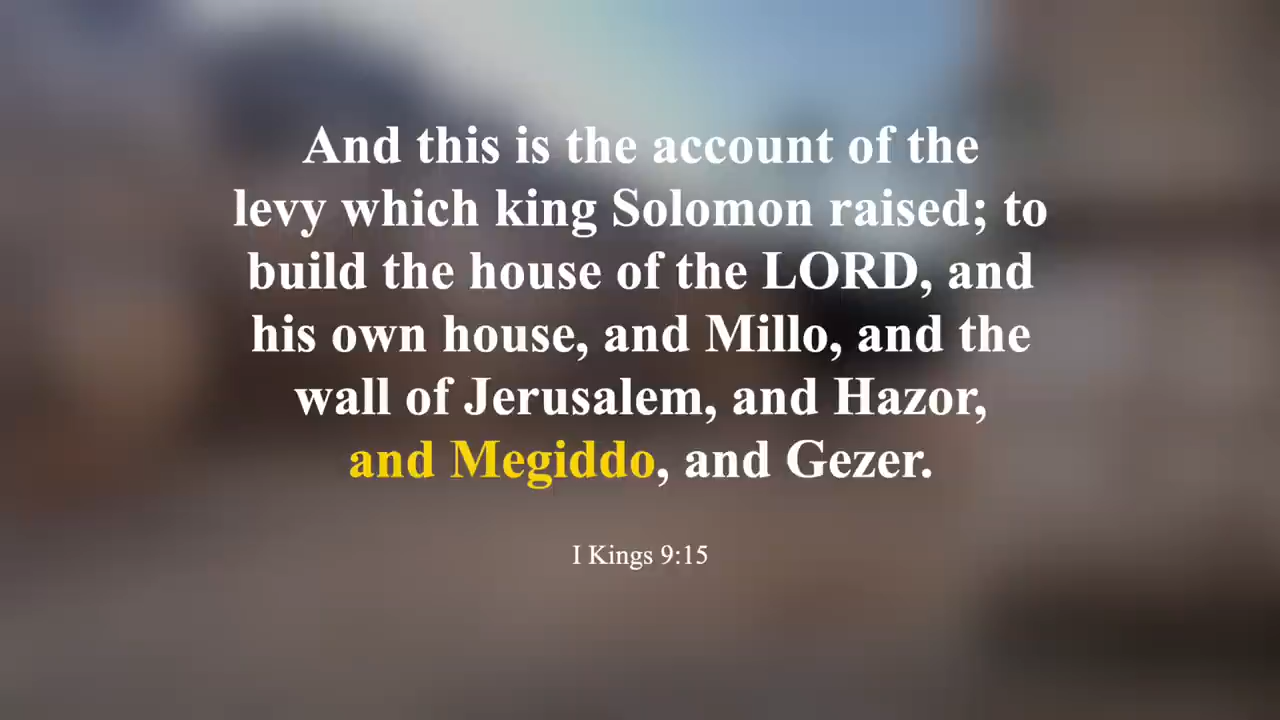 And this is the account of the
levy which king Solomon raised; to
build the house of the LORD, and
his own house, and Millo, and the
wall of Jerusalem, and Hazor,
and Megiddo, and Gezer.
I Kings 9:15